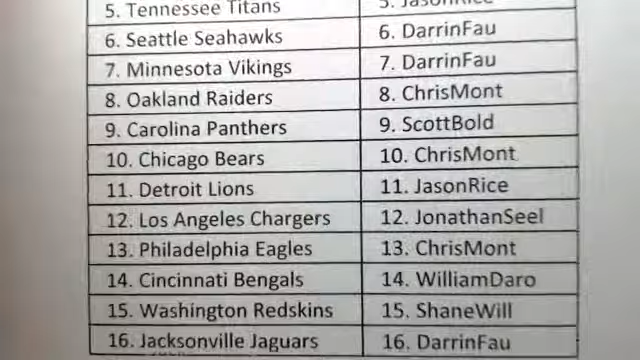 5. Tennessee Titans 5. JasonRice
6. Seattle Seahawks 6. DarrinFau
7. Minnesota Vikings 7. DarrinFau
8. Oakland Raiders 8. ChrisMont
9. Carolina Panthers 9. ScottBold
10. Chicago Bears 10. ChrisMont
11. Detroit Lions 11. JasonRice
12. Los Angeles Chargers 12. JonathanSeel
13. Philadelphia Eagles 13. ChrisMont
14. Cincinnati Bengals 14. WilliamDaro
15. Washington Redskins 15. ShaneWill
16. Jacksonville Jaguars 16. DarrinFau